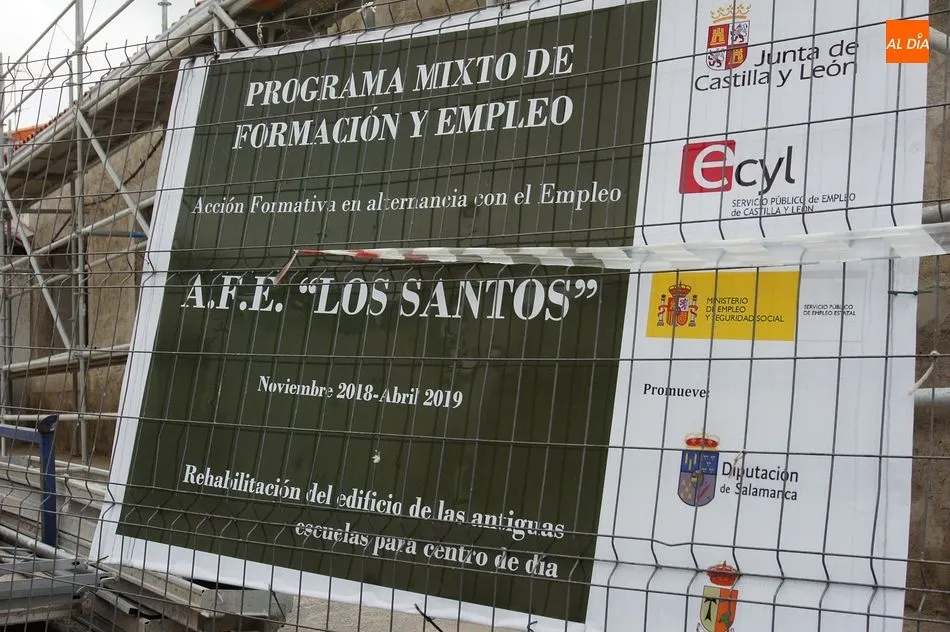 PROGRAMA MIXTO DE
FORMACIÓN Y EMPLEO
Acción Formativa en alternancia con el Empleo
A.F.E. “LOS SANTOS”
Noviembre 2018-Abril 2019
Rehabilitación del edificio de las antiguas
escuelas para centro de día
Junta de
Castilla y León
Ecyl
SERVICIO PÚBLICO DE EMPLEO
de CASTILLA Y LEÓN
MINISTERIO
DE EMPLEO
Y SEGURIDAD SOCIAL
SERVICIO PÚBLICO
DE EMPLEO ESTATAL
Promueve:
Diputación
de Salamanca
AL DÍA